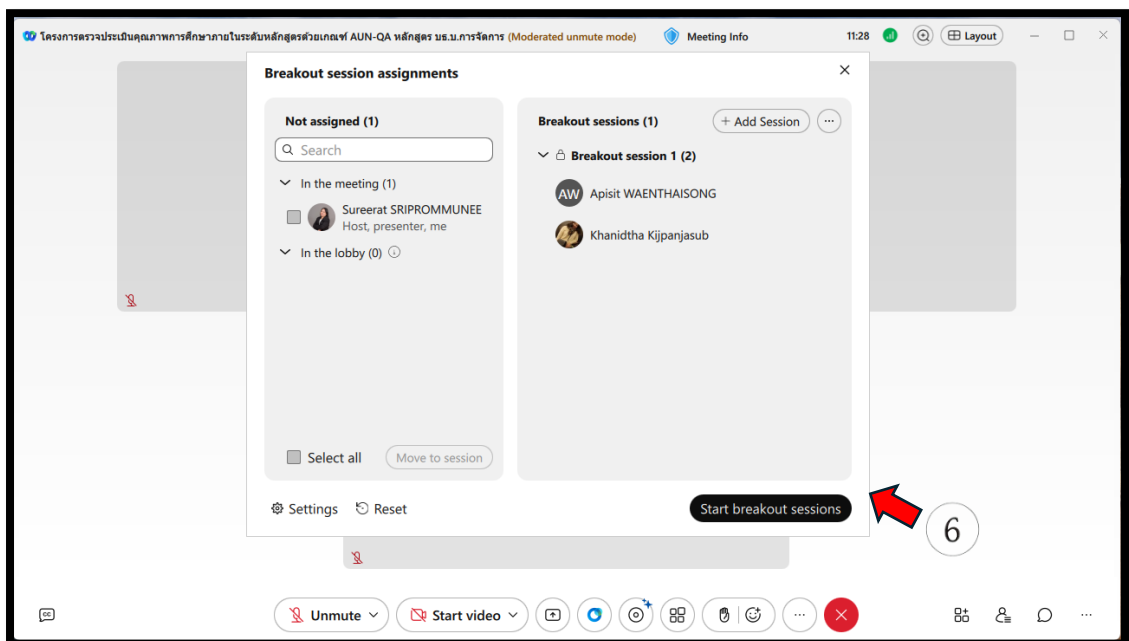 โครงการตรวจประเมินคุณภาพการศึกษาภายในระดับหลักสูตรด้วยเกณฑ์ AUN-QA หลักสูตร บธ.บ.การจัดการ (Moderated unmute mode) Meeting Info 11:28 Layout
Breakout session assignments
Not assigned (1)
Search
In the meeting (1)
Sureerat SRIPROMMUNEE
Host, presenter, me
In the lobby (0)
Select all Move to session
Breakout sessions (1) + Add Session
Breakout session 1 (2)
AW Apisit WAENTHAISONG
Khanidtha Kijpanjasub
Settings Reset Start breakout sessions
6
CC Unmute Start video